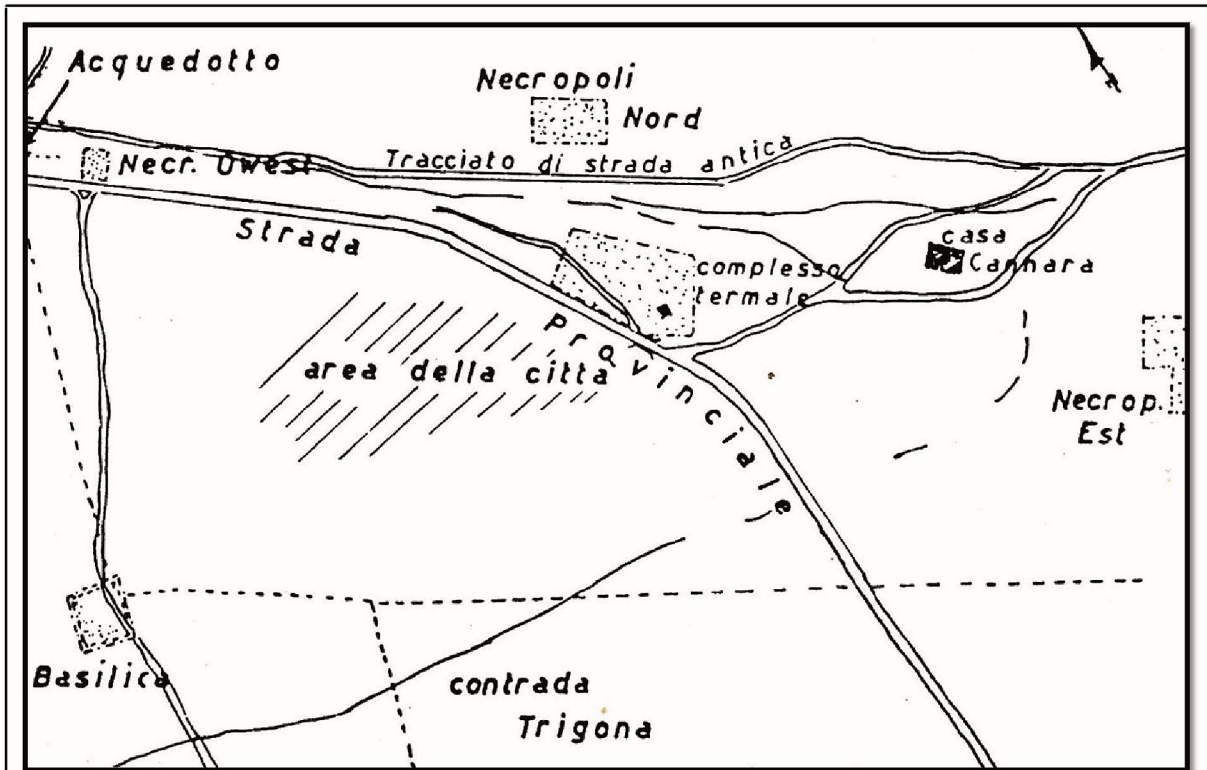 Acquedotto
Necropoli
Nord
Necr. Owest
Tracciato di strada antica
Strada
Provinciale
casa
Cannara
complesso
termale
area della città
Necrop.
Est
Basilica
contrada
Trigona